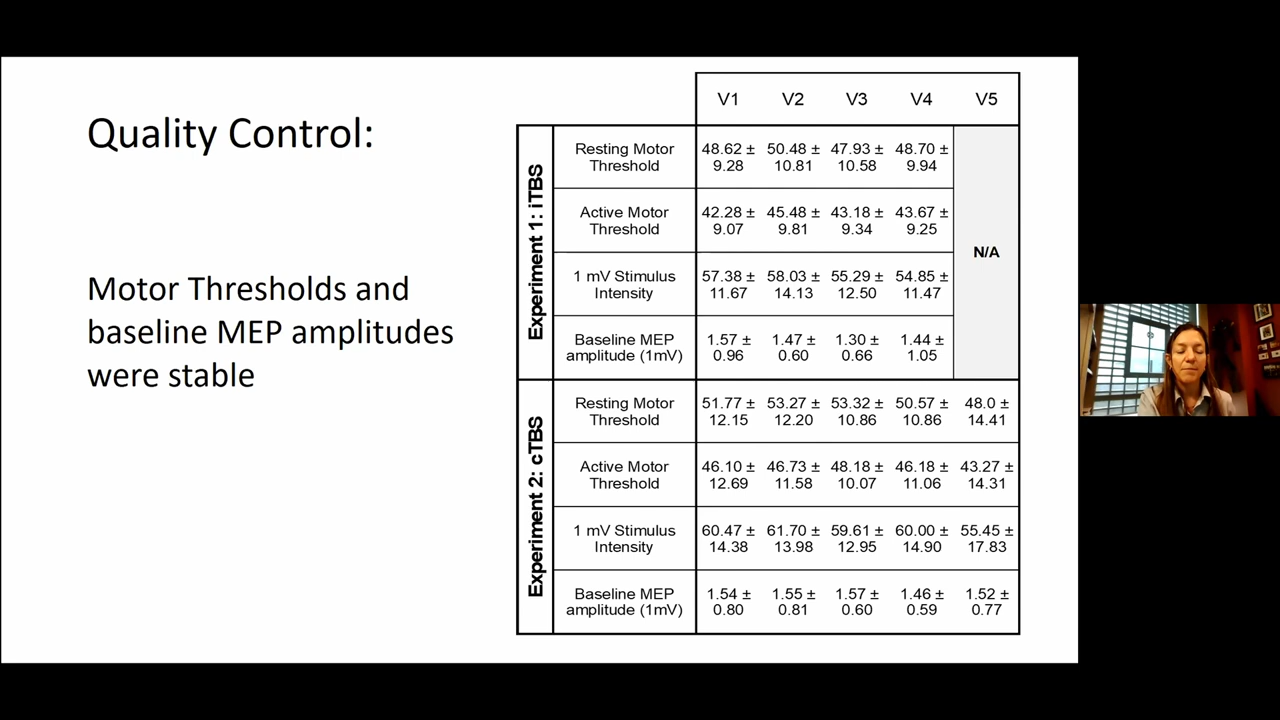 Quality Control:
Motor Thresholds and
baseline MEP amplitudes
were stable
V1 V2 V3 V4 V5
Experiment 1: iTBS
Resting Motor
Threshold
48.62 ± 50.48 ± 47.93 ± 48.70 ±
9.28 10.81 10.58 9.94
Active Motor
Threshold
42.28 ± 45.48 ± 43.18 ± 43.67 ±
9.07 9.81 9.34 9.25
N/A
1 mV Stimulus
Intensity
57.38 ± 58.03 ± 55.29 ± 54.85 ±
11.67 14.13 12.50 11.47
Baseline MEP
amplitude (1mV)
1.57 ± 1.47 ± 1.30 ± 1.44 ±
0.96 0.60 0.66 1.05
Experiment 2: cTBS
Resting Motor
Threshold
51.77 ± 53.27 ± 53.32 ± 50.57 ± 48.0 ±
12.15 12.20 10.86 10.86 14.41
Active Motor
Threshold
46.10 ± 46.73 ± 48.18 ± 46.18 ± 43.27 ±
12.69 11.58 10.07 11.06 14.31
1 mV Stimulus
Intensity
60.47 ± 61.70 ± 59.61 ± 60.00 ± 55.45 ±
14.38 13.98 12.95 14.90 17.83
Baseline MEP
amplitude (1mV)
1.54 ± 1.55 ± 1.57 ± 1.46 ± 1.52 ±
0.80 0.81 0.60 0.59 0.77